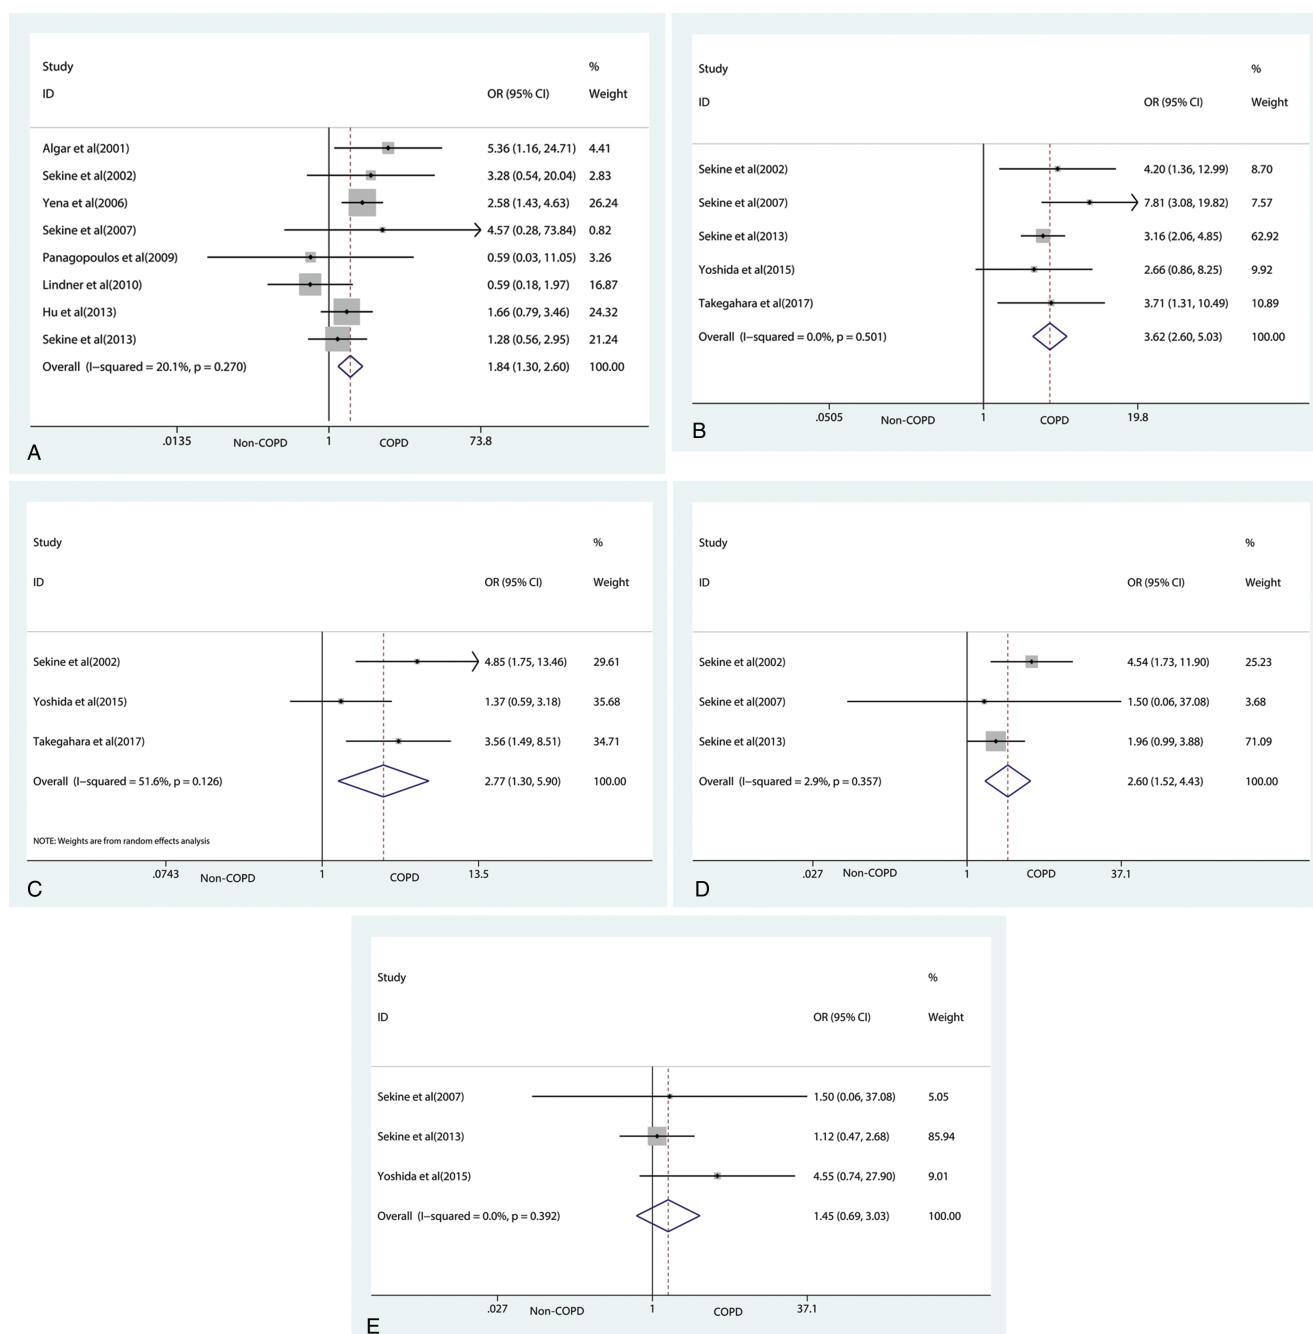 Study %
ID OR (95% CI) Weight
Algar et al(2001) 5.36 (1.16, 24.71) 4.41
Sekine et al(2002) 3.28 (0.54, 20.04) 2.83
Yena et al(2006) 2.58 (1.43, 4.63) 26.24
Sekine et al(2007) 4.57 (0.28, 73.84) 0.82
Panagopoulos et al(2009) 0.59 (0.03, 11.05) 3.26
Lindner et al(2010) 0.59 (0.18, 1.97) 16.87
Hu et al(2013) 1.66 (0.79, 3.46) 24.32
Sekine et al(2013) 1.28 (0.56, 2.95) 21.24
Overall (I−squared = 20.1%, p = 0.270) 1.84 (1.30, 2.60) 100.00
.0135 Non-COPD 1 COPD 73.8
A
Study %
ID OR (95% CI) Weight
Sekine et al(2002) 4.20 (1.36, 12.99) 8.70
Sekine et al(2007) 7.81 (3.08, 19.82) 7.57
Sekine et al(2013) 3.16 (2.06, 4.85) 62.92
Yoshida et al(2015) 2.66 (0.86, 8.25) 9.92
Takegahara et al(2017) 3.71 (1.31, 10.49) 10.89
Overall (I−squared = 0.0%, p = 0.501) 3.62 (2.60, 5.03) 100.00
.0505 Non-COPD 1 COPD 19.8
B
Study %
ID OR (95% CI) Weight
Sekine et al(2002) 4.85 (1.75, 13.46) 29.61
Yoshida et al(2015) 1.37 (0.59, 3.18) 35.68
Takegahara et al(2017) 3.56 (1.49, 8.51) 34.71
Overall (I−squared = 51.6%, p = 0.126) 2.77 (1.30, 5.90) 100.00
NOTE: Weights are from random effects analysis
.0743 Non-COPD 1 COPD 13.5
C
Study %
ID OR (95% CI) Weight
Sekine et al(2002) 4.54 (1.73, 11.90) 25.23
Sekine et al(2007) 1.50 (0.06, 37.08) 3.68
Sekine et al(2013) 1.96 (0.99, 3.88) 71.09
Overall (I−squared = 2.9%, p = 0.357) 2.60 (1.52, 4.43) 100.00
.027 Non-COPD 1 COPD 37.1
D
Study %
ID OR (95% CI) Weight
Sekine et al(2007) 1.50 (0.06, 37.08) 5.05
Sekine et al(2013) 1.12 (0.47, 2.68) 85.94
Yoshida et al(2015) 4.55 (0.74, 27.90) 9.01
Overall (I−squared = 0.0%, p = 0.392) 1.45 (0.69, 3.03) 100.00
.027 Non-COPD 1 COPD 37.1
E